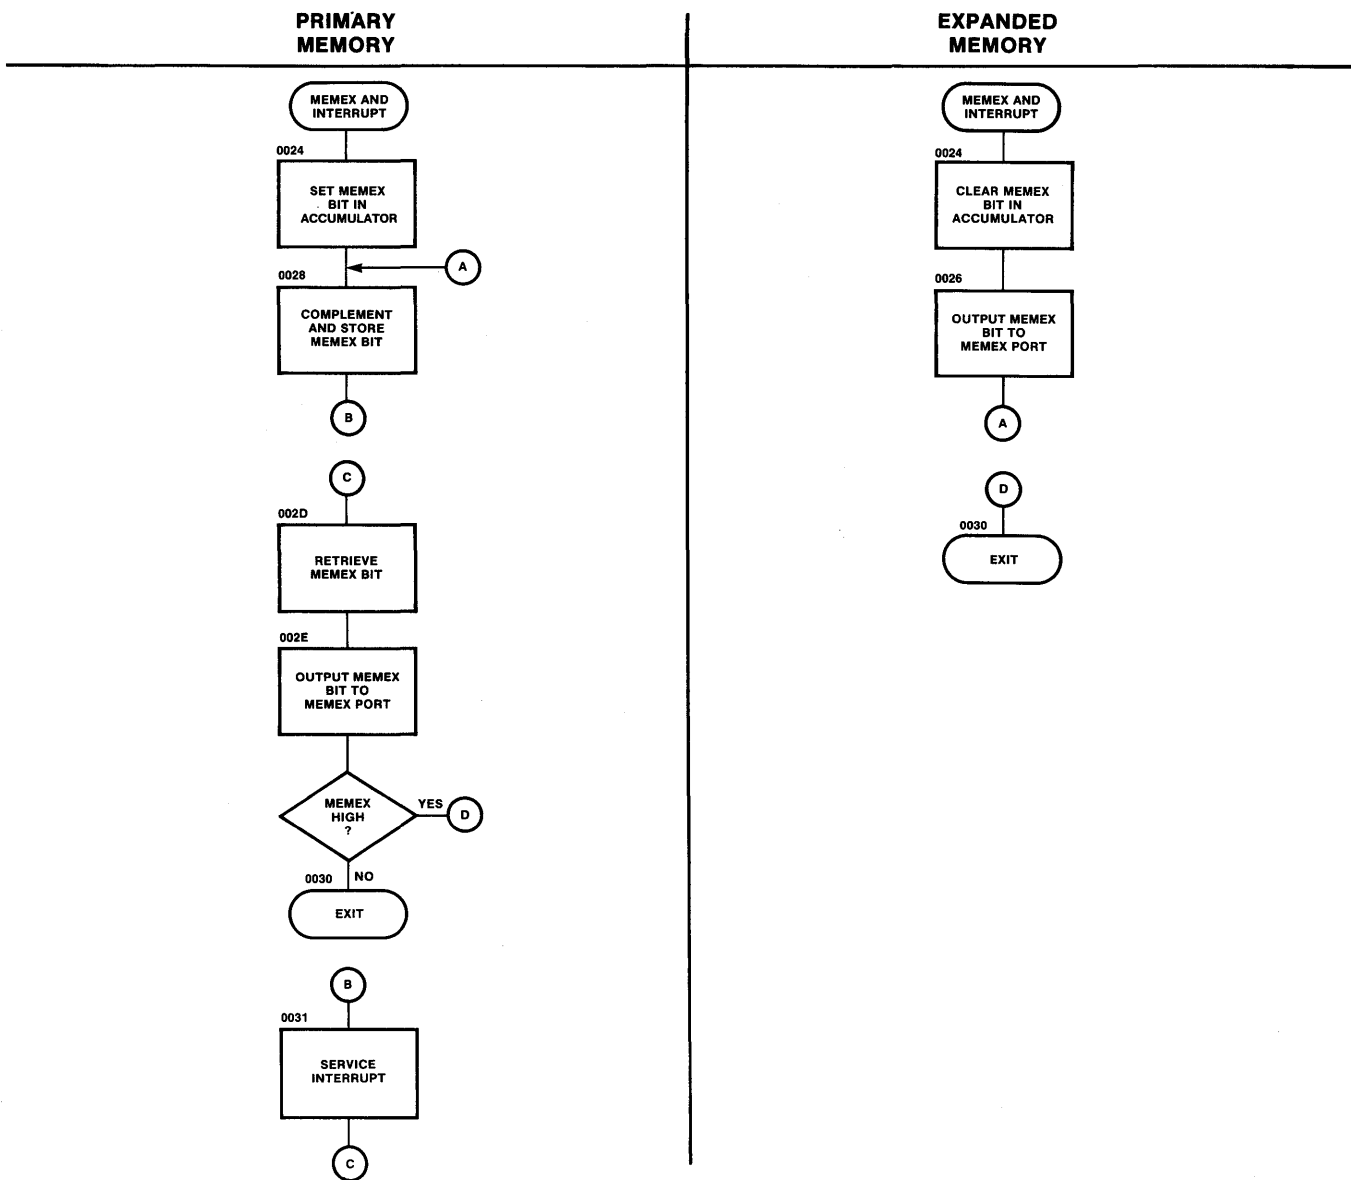 PRIMARY
MEMORY
MEMEX AND
INTERRUPT
0024
SET MEMEX
BIT IN
ACCUMULATOR
A
0028
COMPLEMENT
AND STORE
MEMEX BIT
B
C
002D
RETRIEVE
MEMEX BIT
002E
OUTPUT MEMEX
BIT TO
MEMEX PORT
MEMEX
HIGH
?
YES
D
NO
0030
EXIT
B
0031
SERVICE
INTERRUPT
C
EXPANDED
MEMORY
MEMEX AND
INTERRUPT
0024
CLEAR MEMEX
BIT IN
ACCUMULATOR
0026
OUTPUT MEMEX
BIT TO
MEMEX PORT
A
D
0030
EXIT